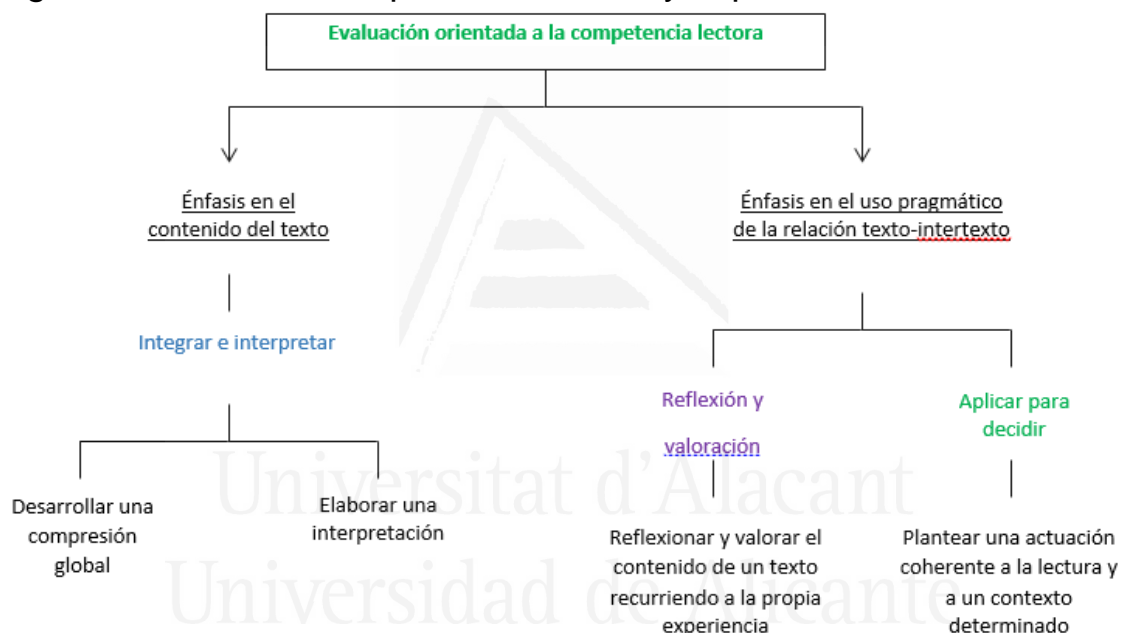 Evaluación orientada a la competencia lectora
Énfasis en el
contenido del texto
Énfasis en el uso pragmático
de la relación texto-intertexto
Integrar e interpretar
Reflexión y
valoración
Aplicar para
decidir
Desarrollar una
compresión
global
Elaborar una
interpretación
Reflexionar y valorar el
contenido de un texto
recurriendo a la propia
experiencia
Plantear una actuación
coherente a la lectura y
a un contexto
determinado
Universitat d'Alacant
Universidad de Alicante